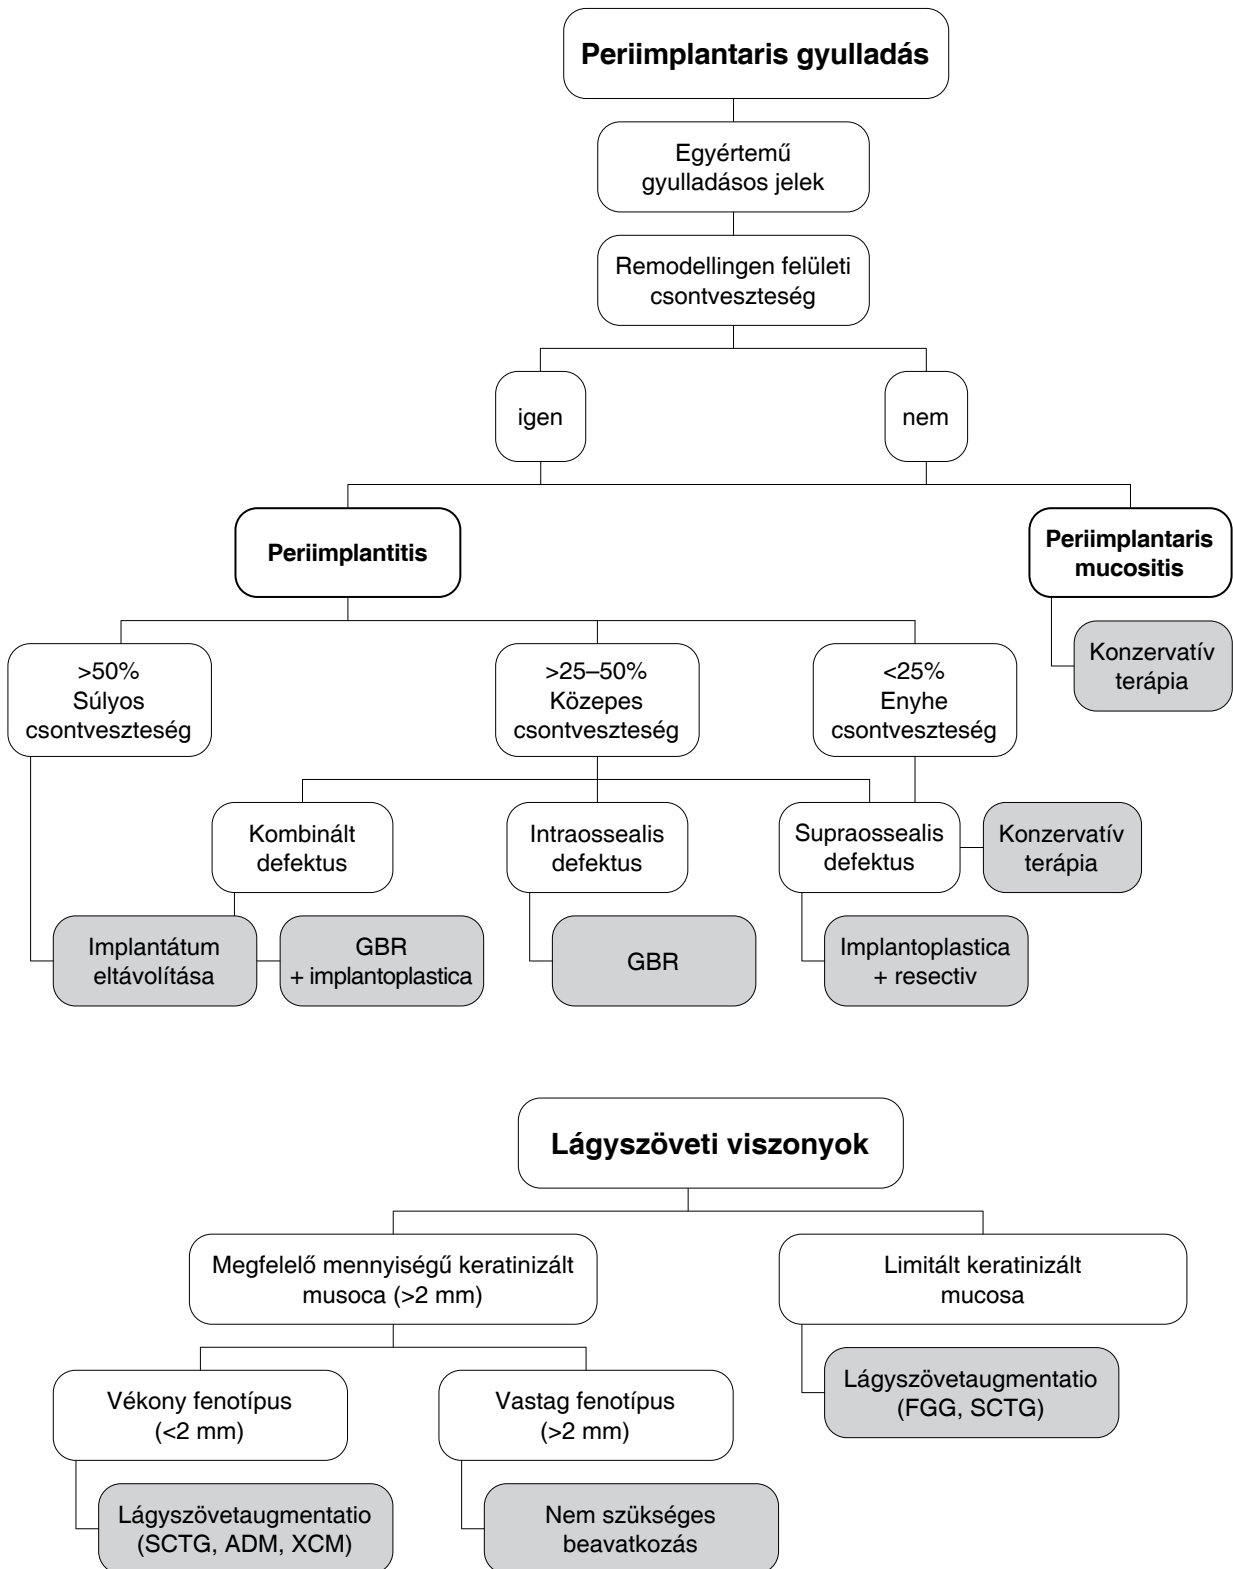 Periimplantaris gyulladás
Egyértemű
gyulladásos jelek
Remodellingen felületi
csontveszteség
igen
nem
Periimplantitis
Periimplantaris
mucositis
Konzervatív
terápia
>50%
Súlyos
csontveszteség
>25–50%
Közepes
csontveszteség
<25%
Enyhe
csontveszteség
Kombinált
defektus
Intraossealis
defektus
Supraossealis
defektus
Konzervatív
terápia
Implantátum
eltávolítása
GBR
+ implantoplastica
GBR
Implantoplastica
+ resectiv
Lágyszöveti viszonyok
Megfelelő mennyiségű keratinizált
musoca (>2 mm)
Limitált keratinizált
mucosa
Vékony fenotípus
(<2 mm)
Vastag fenotípus
(>2 mm)
Lágyszövetaugmentatio
(FGG, SCTG)
Lágyszövetaugmentatio
(SCTG, ADM, XCM)
Nem szükséges
beavatkozás